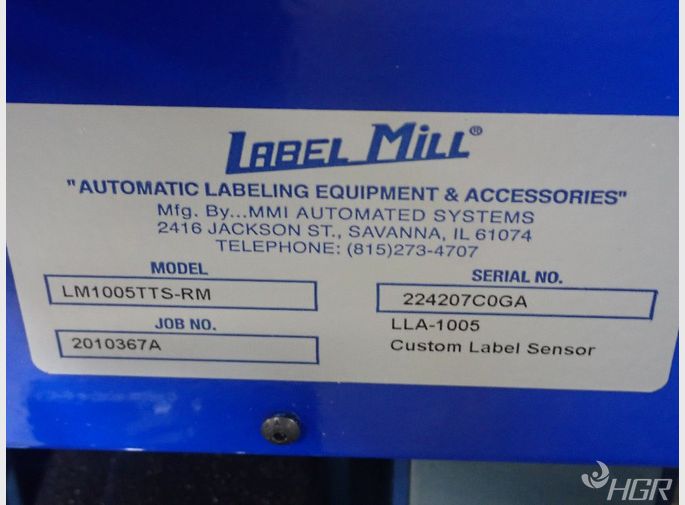 LABEL MILL®
"AUTOMATIC LABELING EQUIPMENT & ACCESSORIES"
Mfg. By...MMI AUTOMATED SYSTEMS
2416 JACKSON ST., SAVANNA, IL 61074
TELEPHONE: (815)273-4707
MODEL
LM1005TTS-RM
SERIAL NO.
224207C0GA
JOB NO.
2010367A
LLA-1005
Custom Label Sensor
HGR